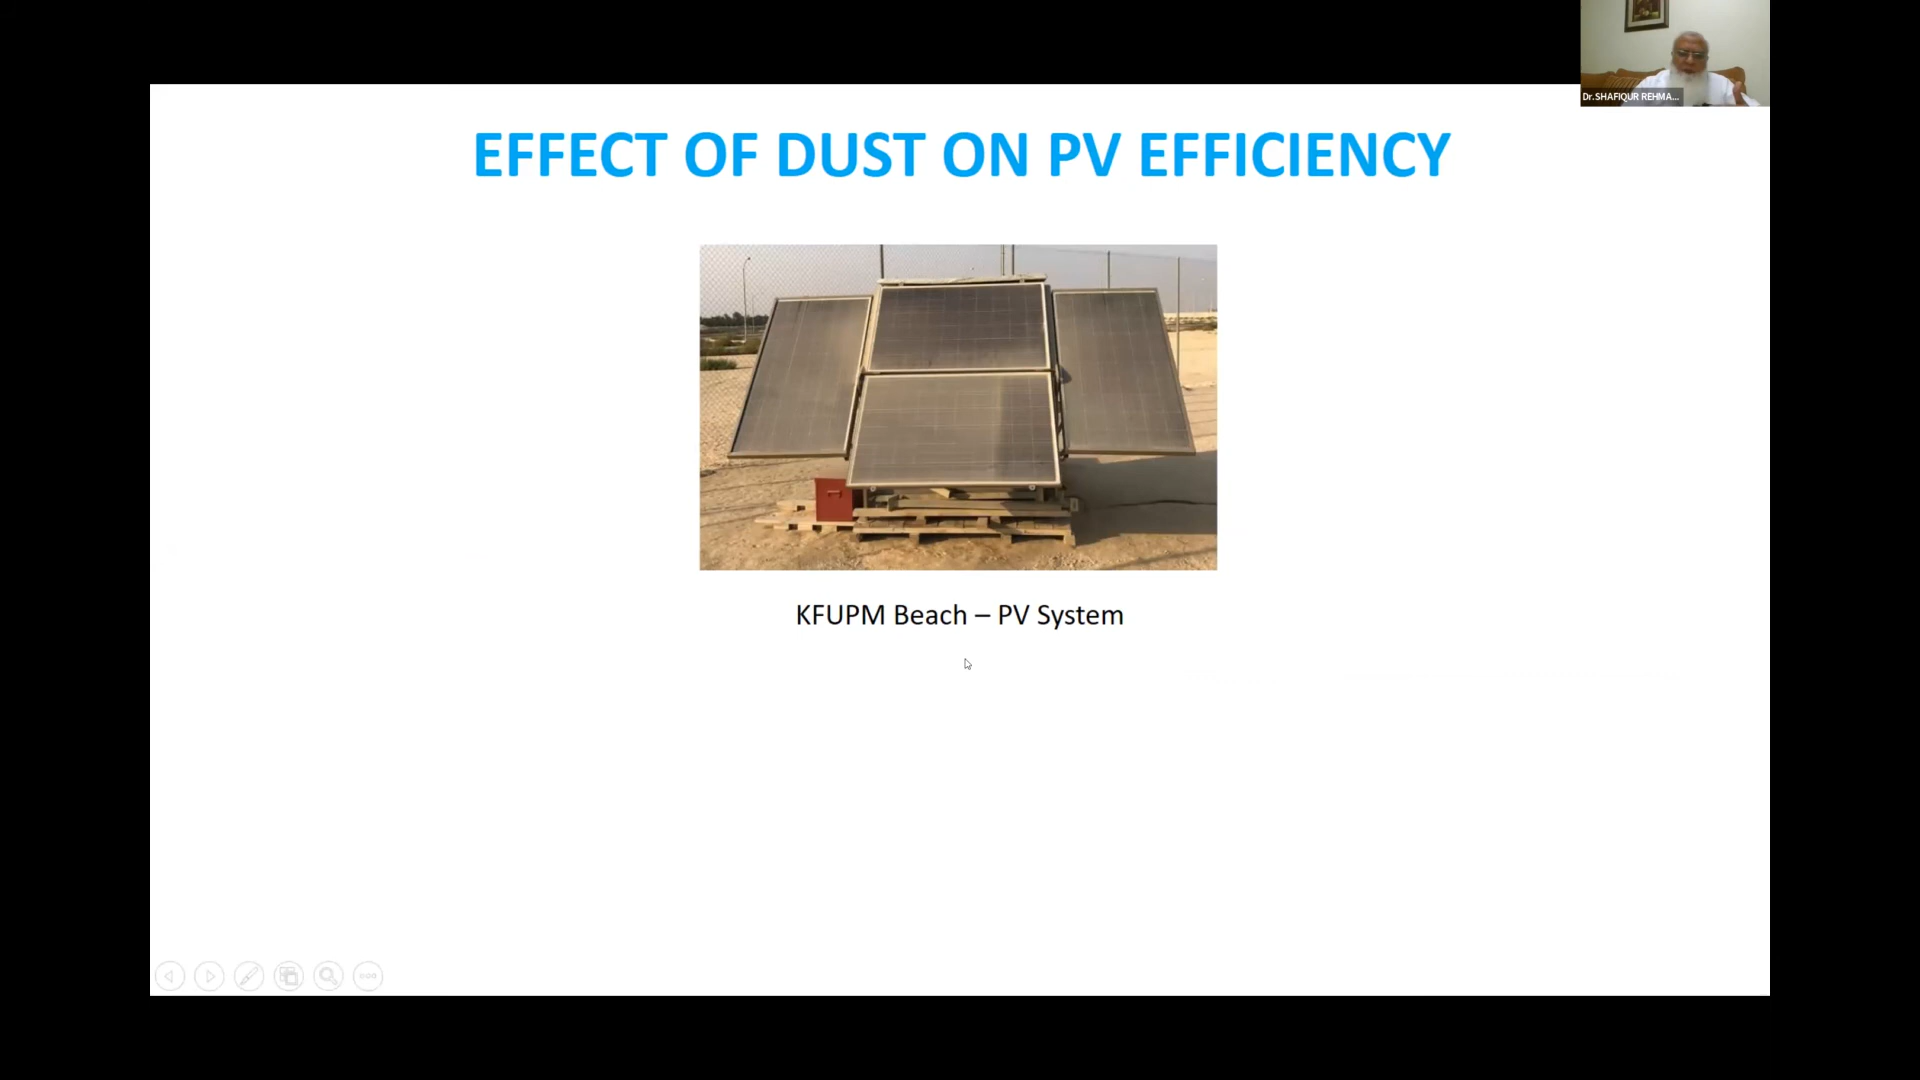 Dr.SHAFIQUR REHMA...
EFFECT OF DUST ON PV EFFICIENCY
KFUPM Beach – PV System